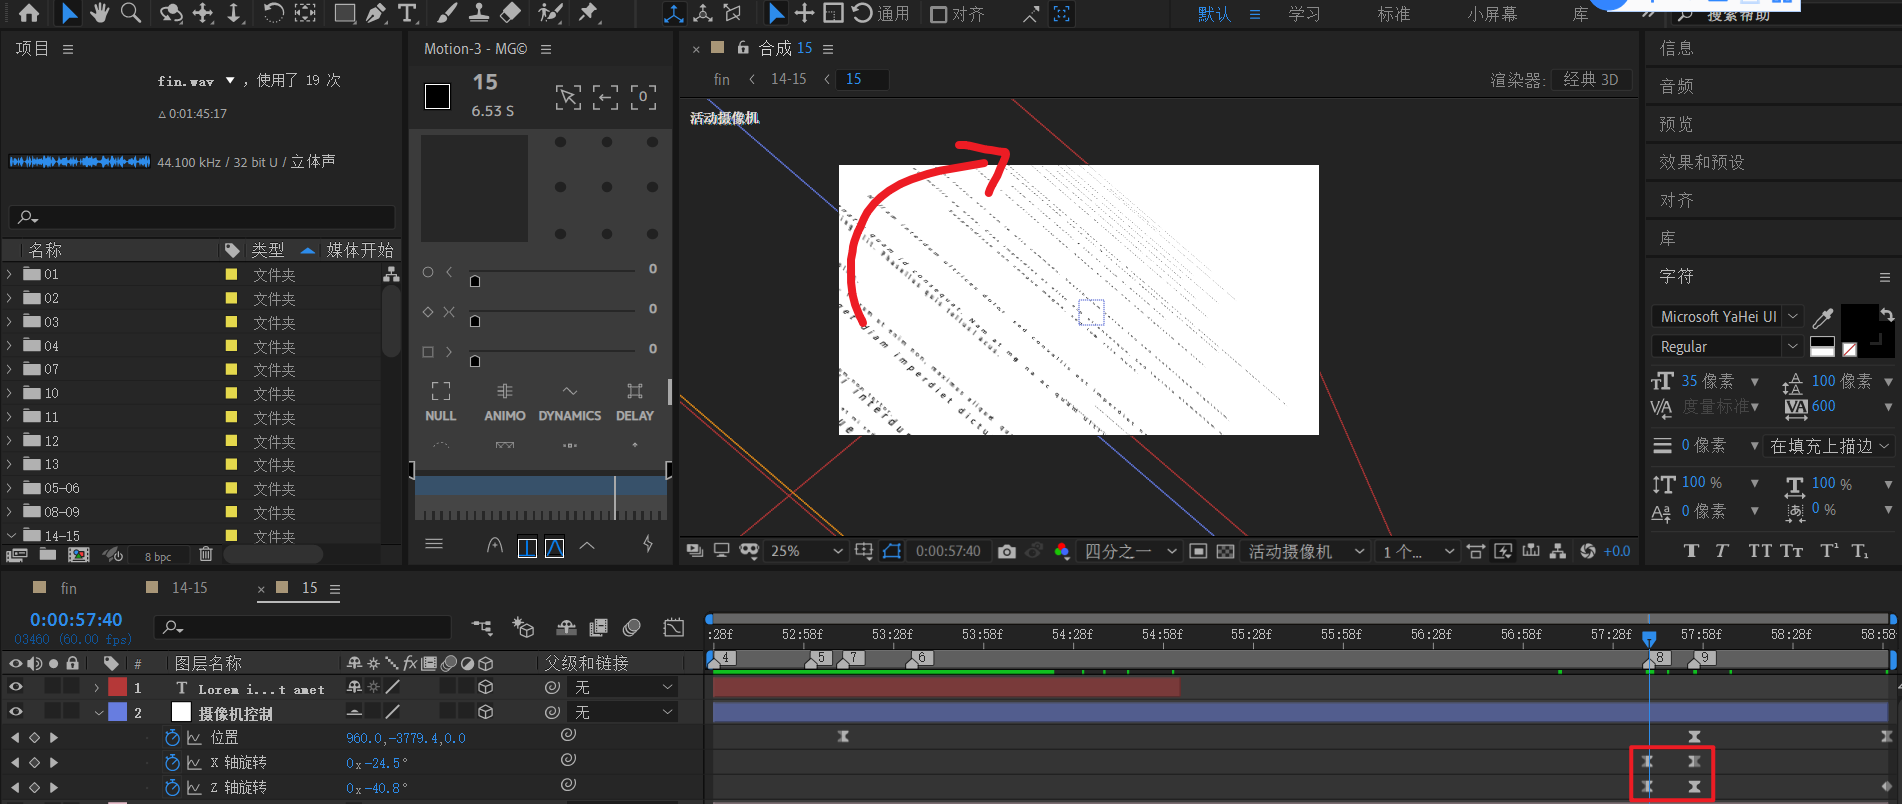 通用
对齐
默认
学习
标准
小屏幕
库
搜索帮助
项目
fin.wav ,使用了 19 次
△ 0:01:45:17
44.100 kHz / 32 bit U / 立体声
名称
类型
媒体开始
01 文件夹
02 文件夹
03 文件夹
04 文件夹
07 文件夹
10 文件夹
11 文件夹
12 文件夹
13 文件夹
05-06 文件夹
08-09 文件夹
14-15 文件夹
8 bpc
Motion-3 - MG©
15
6.53 S
0
0
0
0
NULL
ANIMO
DYNAMICS
DELAY
合成 15
fin
14-15
15
渲染器:
经典 3D
活动摄像机
25%
0:00:57:40
四分之一
活动摄像机
1 个...
+0.0
信息
音频
预览
效果和预设
对齐
库
字符
Microsoft YaHei UI
Regular
35 像素
100 像素
度量标准
600
0 像素
在填充上描边
100 %
100 %
0 像素
0 %
fin
14-15
15
0:00:57:40
03460 (60.00 fps)
:28f
52:58f
53:28f
53:58f
54:28f
54:58f
55:28f
55:58f
56:28f
56:58f
57:28f
57:58f
58:28f
58:58
4
5
7
6
8
9
#
图层名称
父级和链接
1
Lorem i...t amet
无
2
摄像机控制
无
位置
960.0,-3779.4,0.0
X 轴旋转
0x-24.5°
Z 轴旋转
0x-40.8°